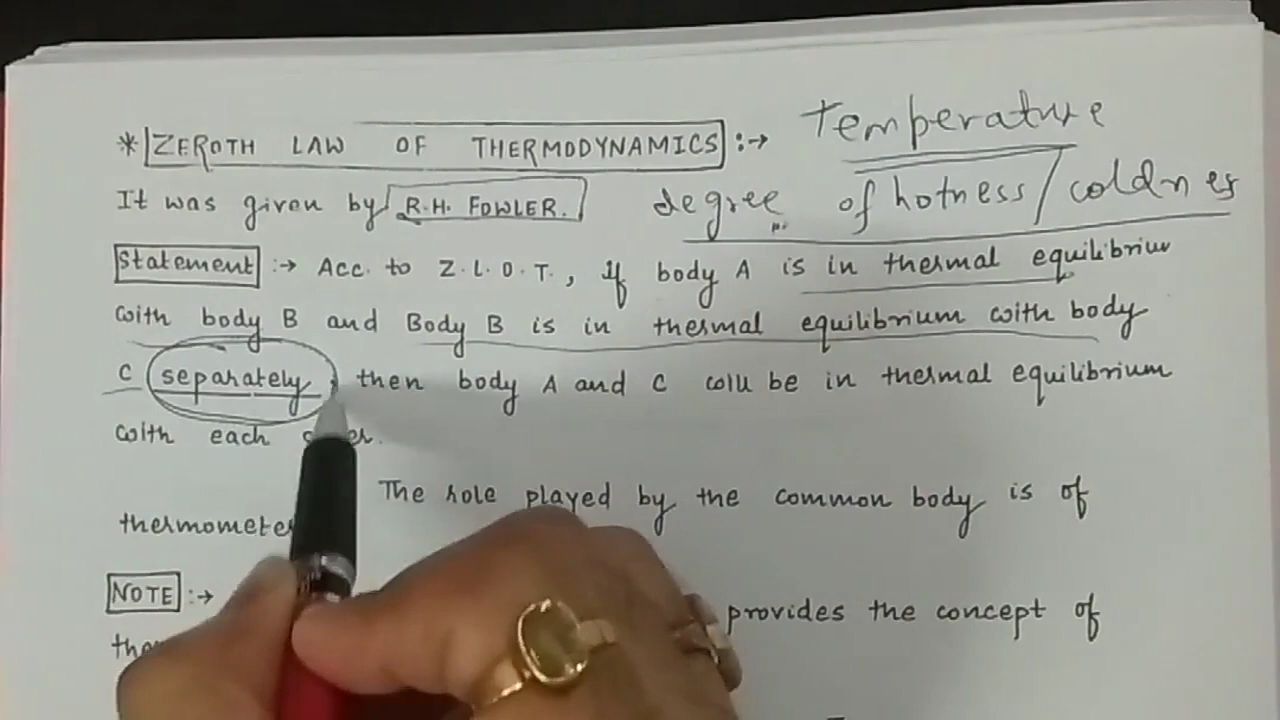 * ZEROTH LAW OF THERMODYNAMICS :→ Temperature
It was given by R.H. FOWLER. degree of hotness/coldness
Statement :→ Acc. to Z.L.O.T., if body A is in thermal equilibrium
with body B and Body B is in thermal equilibrium with body
C separately, then body A and C will be in thermal equilibrium
with each
The role played by the common body is of
NOTE :→ provides the concept of